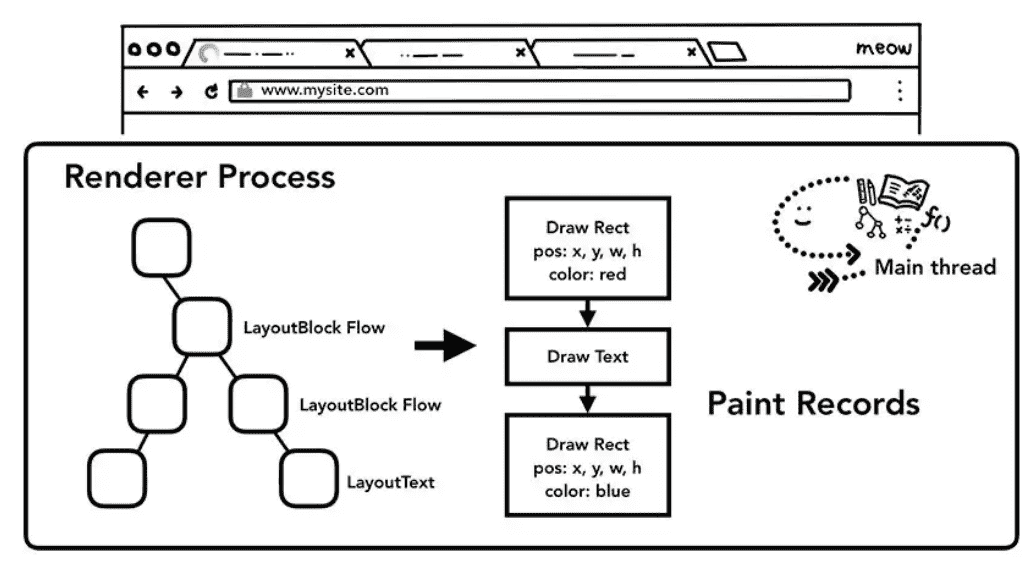 meow
www.mysite.com
Renderer Process
LayoutBlock Flow
LayoutBlock Flow
LayoutText
Draw Rect
pos: x, y, w, h
color: red
Draw Text
Draw Rect
pos: x, y, w, h
color: blue
+-
×÷
f()
Main thread
Paint Records